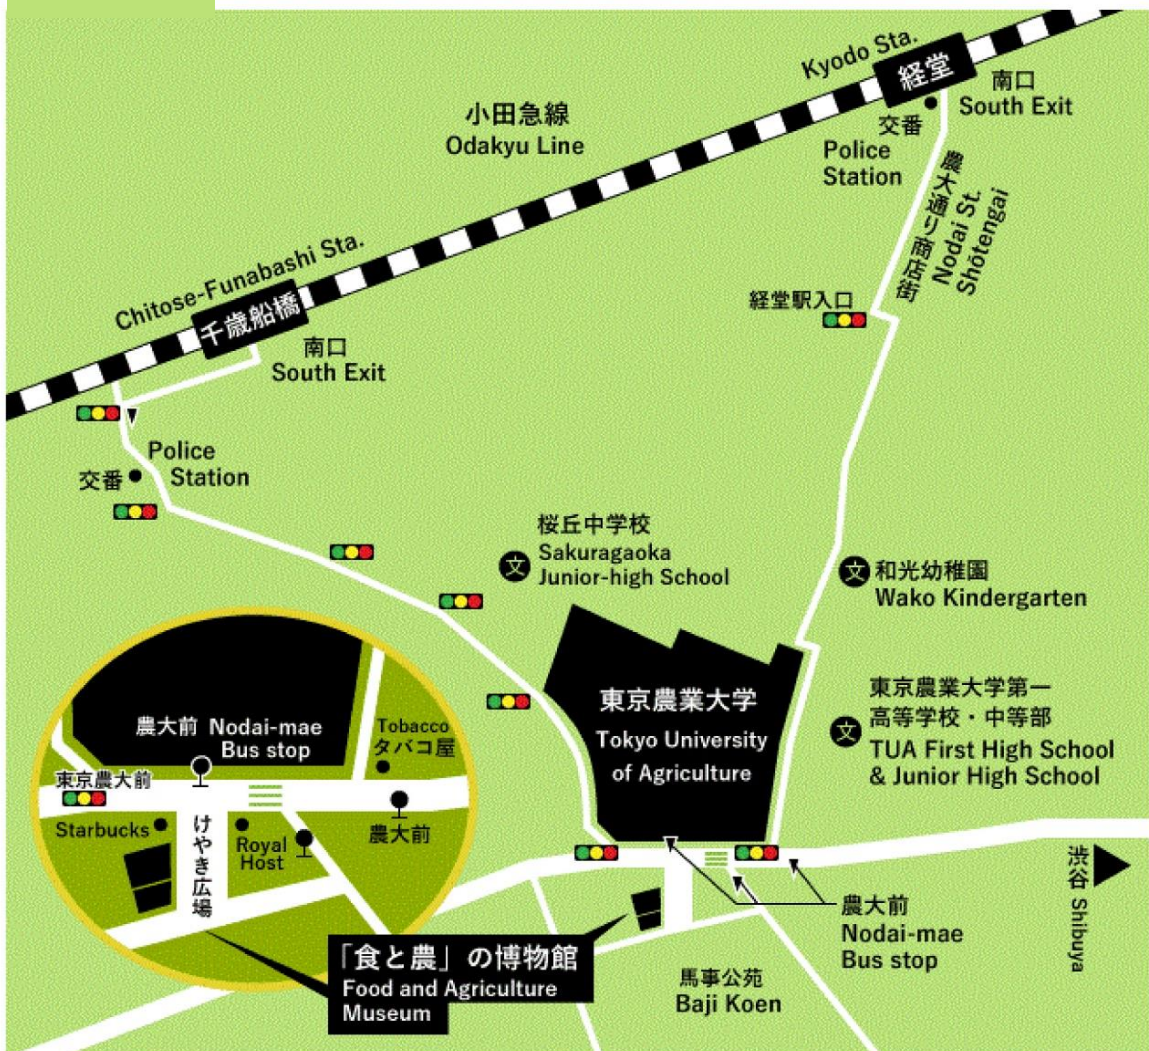 Kyodo Sta.
経堂
南口
South Exit
交番
Police
Station
小田急線
Odakyu Line
農大通り商店街
Nodai St.
Shōtengai
Chitose-Funabashi Sta.
千歳船橋
南口
South Exit
経堂駅入口
Police
Station
交番
桜丘中学校
文
Sakuragaoka
Junior-high School
文
和光幼稚園
Wako Kindergarten
東京農業大学
Tokyo University
of Agriculture
東京農業大学第一
高等学校・中等部
文
TUA First High School
& Junior High School
農大前 Nodai-mae
Bus stop
Tobacco
タバコ屋
東京農大前
Starbucks
けやき広場
Royal
Host
農大前
渋谷 Shibuya
農大前
Nodai-mae
Bus stop
「食と農」の博物館
Food and Agriculture
Museum
馬事公苑
Baji Koen